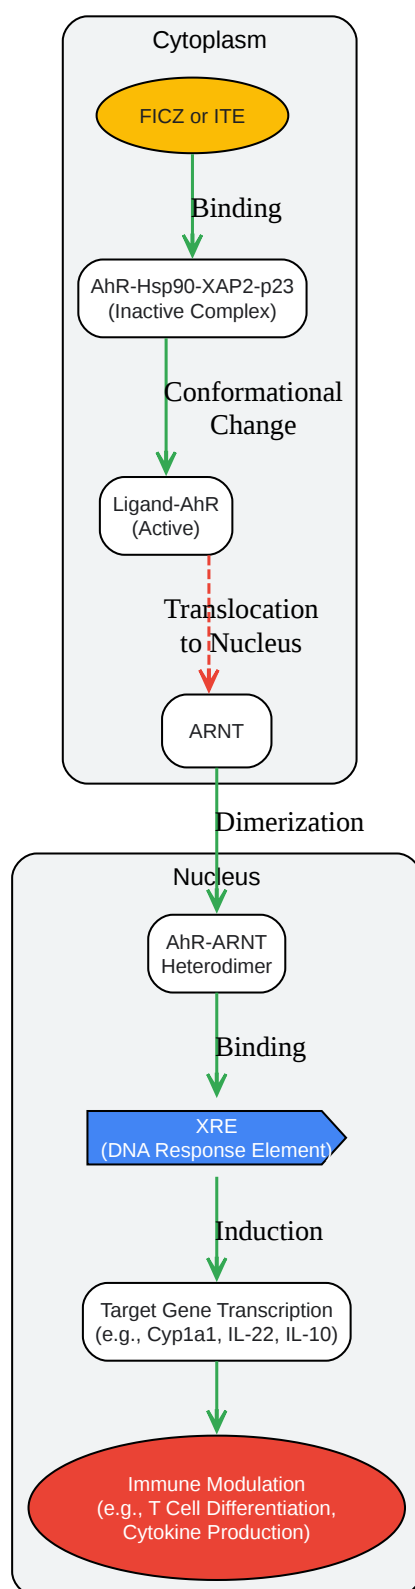 Cytoplasm
FICZ or ITE
Binding
AhR-Hsp90-XAP2-p23
(Inactive Complex)
Conformational
Change
Ligand-AhR
(Active)
Translocation
to Nucleus
ARNT
Dimerization
Nucleus
AhR-ARNT
Heterodimer
Binding
XRE
(DNA Response Element)
Induction
Target Gene Transcription
(e.g., Cyp1a1, IL-22, IL-10)
Immune Modulation
(e.g., T Cell Differentiation,
Cytokine Production)